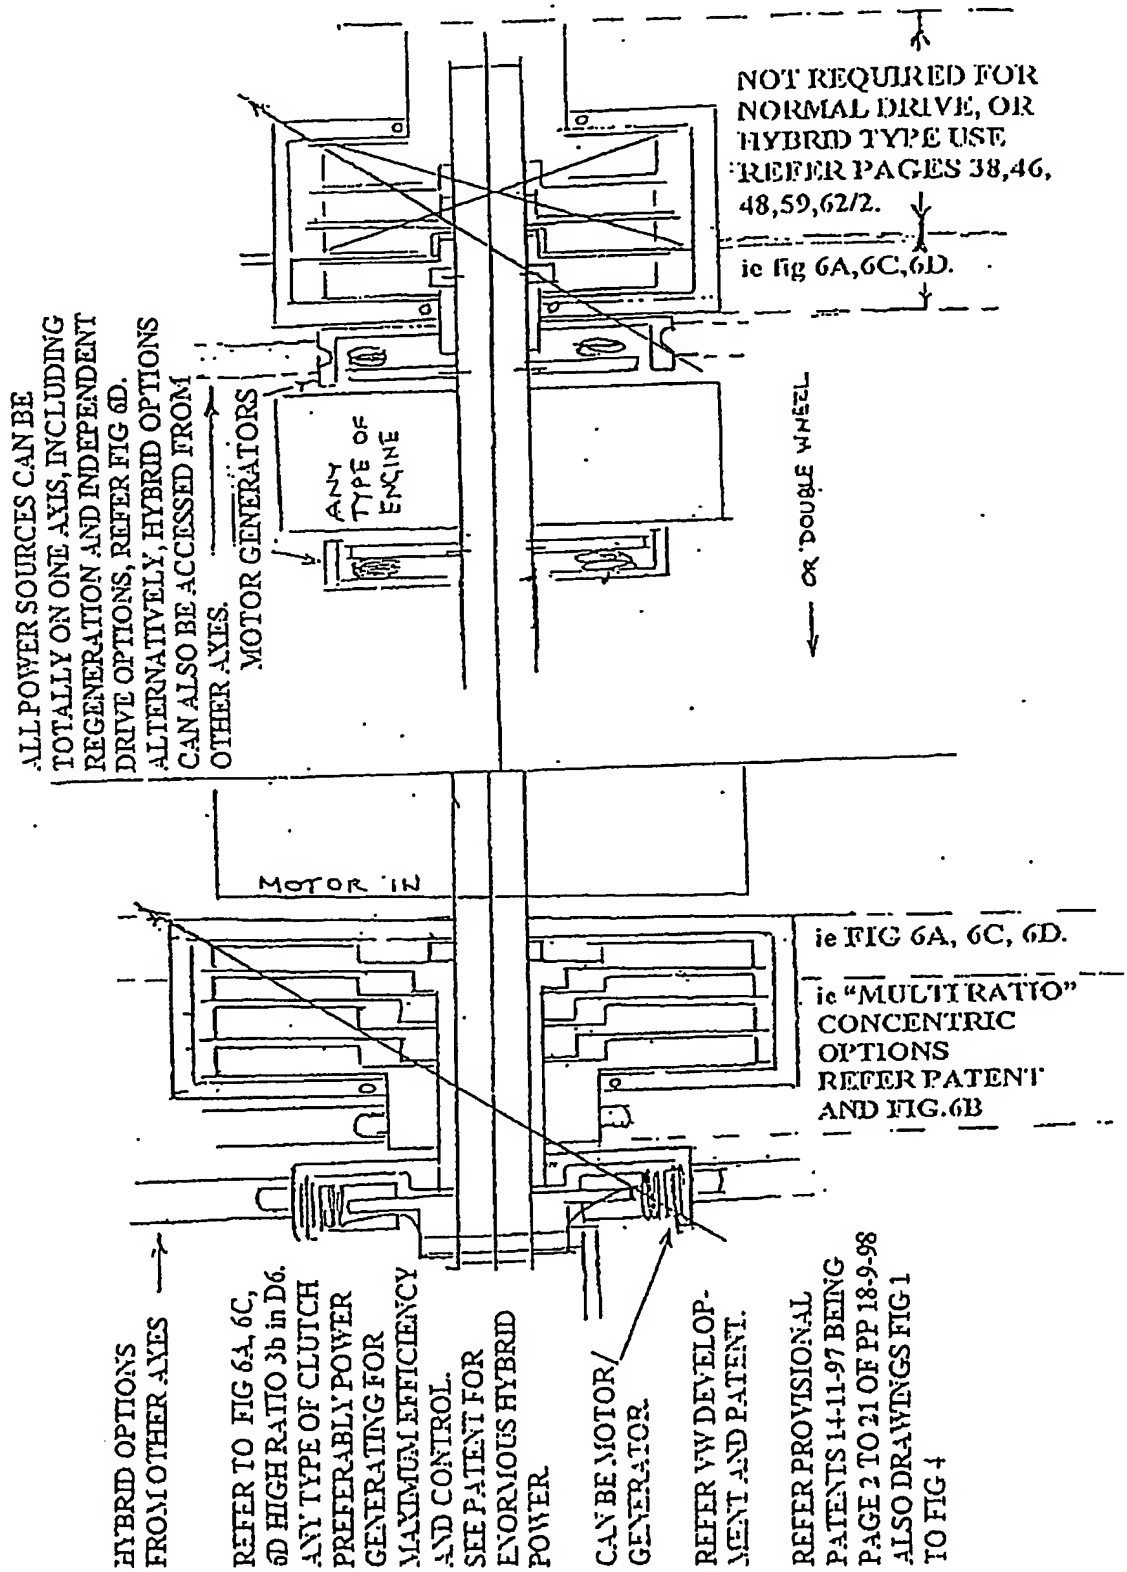 ALL POWER SOURCES CAN BE
TOTALLY ON ONE AXIS, INCLUDING
REGENERATION AND INDEPENDENT
DRIVE OPTIONS, REFER FIG 6D.
ALTERNATIVELY, HYBRID OPTIONS
CAN ALSO BE ACCESSED FROM
OTHER AXES.
MOTOR GENERATORS
ANY
TYPE OF
ENGINE
NOT REQUIRED FOR
NORMAL DRIVE, OR
HYBRID TYPE USE
REFER PAGES 38,46,
48,59,62/2.
ie fig 6A,6C,6D.
OR DOUBLE WHEEL
MOTOR IN
ie FIG 6A, 6C, 6D.
ie "MULTI RATIO"
CONCENTRIC
OPTIONS
REFER PATENT
AND FIG.6B
HYBRID OPTIONS
FROM OTHER AXES
REFER TO FIG 6A, 6C,
6D HIGH RATIO 3b in D6.
ANY TYPE OF CLUTCH
PREFERABLY POWER
GENERATING FOR
MAXIMUM EFFICIENCY
AND CONTROL.
SEE PATENT FOR
ENORMOUS HYBRID
POWER.
CAN BE MOTOR/
GENERATOR.
REFER VW DEVELOP-
MENT AND PATENT.
REFER PROVISIONAL
PATENTS 14-11-97 BEING
PAGE 2 TO 21 OF PP 18-9-98
ALSO DRAWINGS FIG 1
TO FIG 4